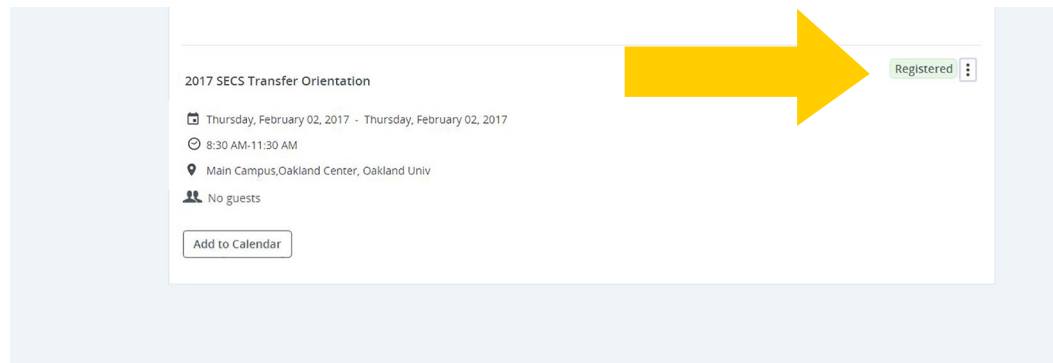 2017 SECS Transfer Orientation
Registered
Thursday, February 02, 2017 - Thursday, February 02, 2017
8:30 AM-11:30 AM
Main Campus,Oakland Center, Oakland Univ
No guests
Add to Calendar